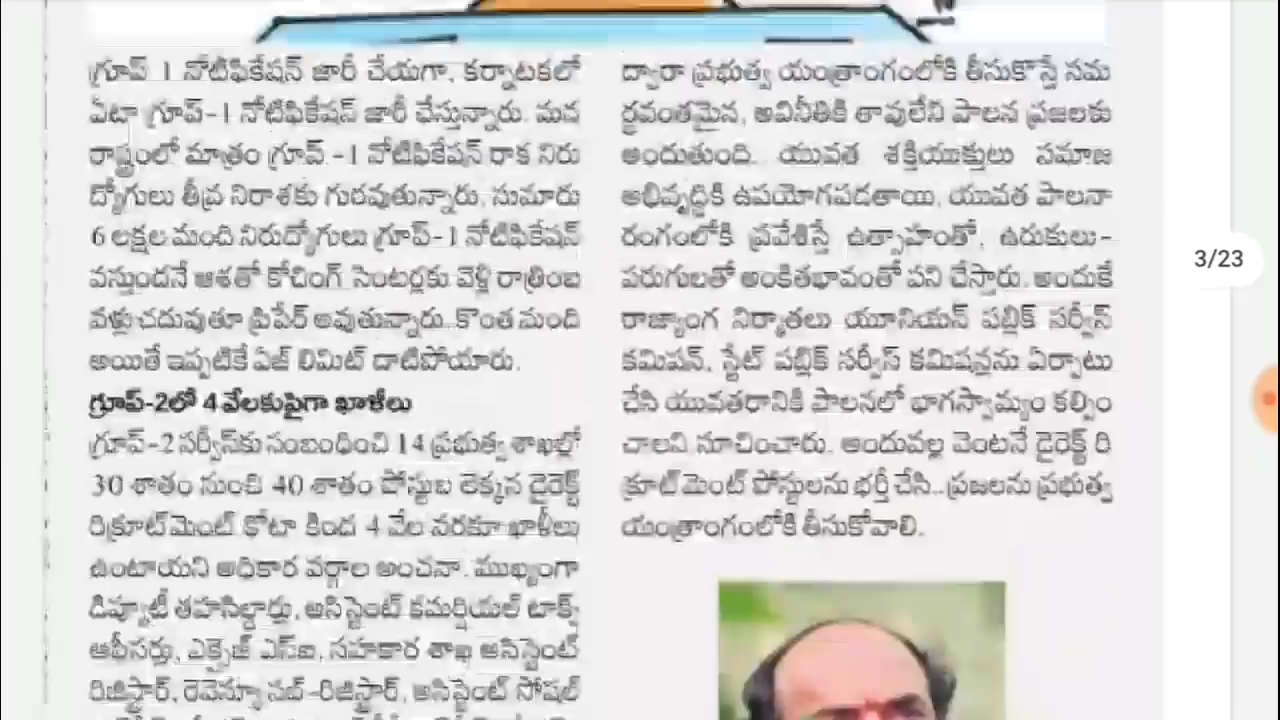 గ్రూప్ 1 నోటిఫికేషన్ జారీ చేయగా, కర్నాటకలో
ఏటా గ్రూప్-1 నోటిఫికేషన్ జారీ చేస్తున్నారు. మన
రాష్ట్రంలో మాత్రం గ్రూప్ -1 నోటిఫికేషన్ రాక నిరు
ద్యోగులు తీవ్ర నిరాశకు గురవుతున్నారు. సుమారు
6 లక్షల మంది నిరుద్యోగులు గ్రూప్-1 నోటిఫికేషన్
వస్తుందనే ఆశతో కోచింగ్ సెంటర్లకు వెళ్లి రాత్రింబ
వళ్లు చదువుతూ ప్రిపేర్ అవుతున్నారు. కొంత మంది
అయితే ఇప్పటికే ఏజ్ లిమిట్ దాటిపోయారు.
గ్రూప్-2లో 4 వేలకుపైగా ఖాళీలు
గ్రూప్-2 సర్వీస్‌కు సంబంధించి 14 ప్రభుత్వ శాఖల్లో
30 శాతం నుంచి 40 శాతం పోస్టుల లెక్కన డైరెక్ట్
రిక్రూట్‌మెంట్ కోటా కింద 4 వేల వరకూ ఖాళీలు
ఉంటాయని అధికార వర్గాల అంచనా. ముఖ్యంగా
డిప్యూటీ తహసిల్దార్లు, అసిస్టెంట్ కమర్షియల్ టాక్స్
ఆఫీసర్లు, ఎక్సైజ్ ఎస్ఐ, సహకార శాఖ అసిస్టెంట్
రిజిస్ట్రార్, రెవెన్యూ సబ్-రిజిస్ట్రార్, అసిస్టెంట్ సోషల్
ద్వారా ప్రభుత్వ యంత్రాంగంలోకి తీసుకొస్తే సమ
ర్థవంతమైన, అవినీతికి తావులేని పాలన ప్రజలకు
అందుతుంది. యువత శక్తియుక్తులు సమాజ
అభివృద్ధికి ఉపయోగపడతాయి. యువత పాలనా
రంగంలోకి ప్రవేశిస్తే ఉత్సాహంతో, ఉరుకులు-
పరుగులతో అంకితభావంతో పని చేస్తారు. అందుకే
రాజ్యాంగ నిర్మాతలు యూనియన్ పబ్లిక్ సర్వీస్
కమిషన్, స్టేట్ పబ్లిక్ సర్వీస్ కమిషన్లను ఏర్పాటు
చేసి యువతరానికి పాలనలో భాగస్వామ్యం కల్పిం
చాలని సూచించారు. అందువల్ల వెంటనే డైరెక్ట్ రి
క్రూట్‌మెంట్ పోస్టులను భర్తీ చేసి.. ప్రజలను ప్రభుత్వ
యంత్రాంగంలోకి తీసుకోవాలి.
3/23